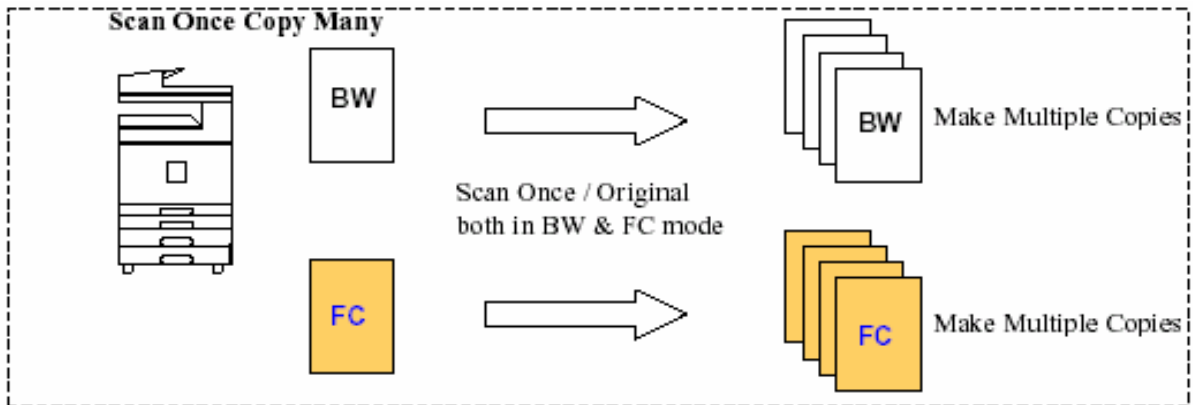 Scan Once Copy Many
BW
BW
Make Multiple Copies
Scan Once / Original
both in BW & FC mode
FC
FC
Make Multiple Copies